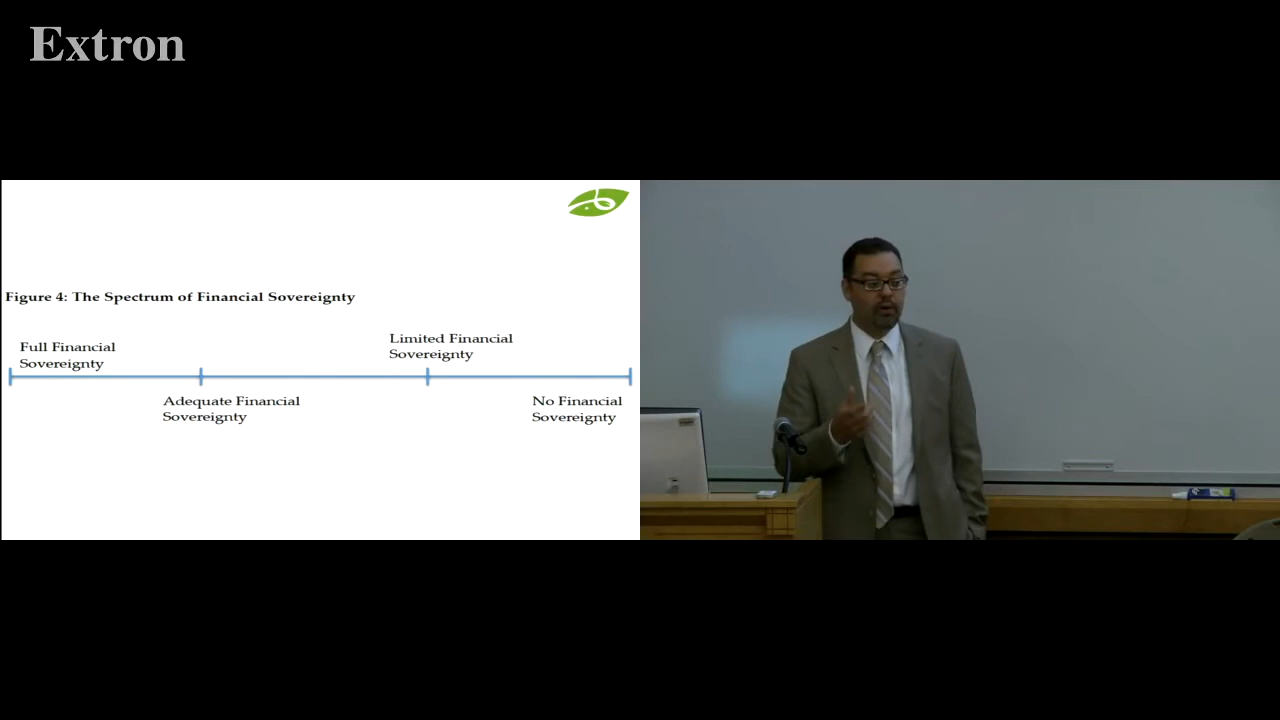 Extron
Figure 4: The Spectrum of Financial Sovereignty
Full Financial
Sovereignty
Limited Financial
Sovereignty
Adequate Financial
Sovereignty
No Financial
Sovereignty